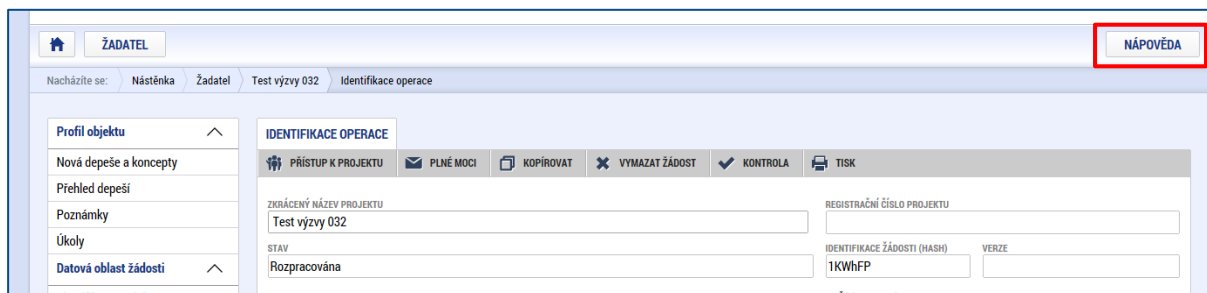 ŽADATEL
NÁPOVĚDA
Nacházíte se: Nástěnka Žadatel Test výzvy 032 Identifikace operace
Profil objektu
Nová depeše a koncepty
Přehled depeší
Poznámky
Úkoly
Datová oblast žádosti
IDENTIFIKACE OPERACE
PŘÍSTUP K PROJEKTU PLNÉ MOCI KOPÍROVAT VYMAZAT ŽÁDOST KONTROLA TISK
ZKRÁCENÝ NÁZEV PROJEKTU
Test výzvy 032
REGISTRAČNÍ ČÍSLO PROJEKTU
STAV
Rozpracována
IDENTIFIKACE ŽÁDOSTI (HASH) VERZE
1KWhFP